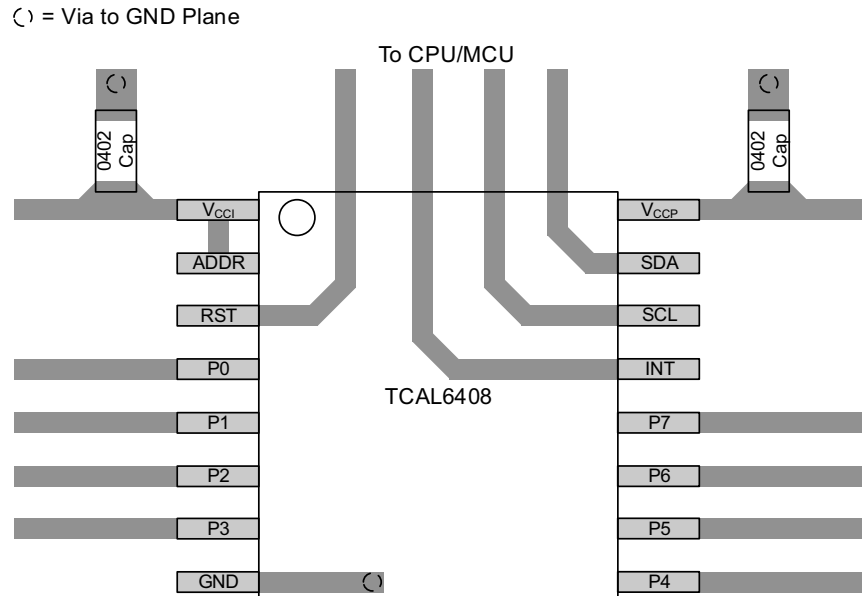 = Via to GND Plane
To CPU/MCU
0402
Cap
0402
Cap
VCCI
VCCP
ADDR
SDA
RST
SCL
P0
INT
TCAL6408
P1
P7
P2
P6
P3
P5
GND
P4